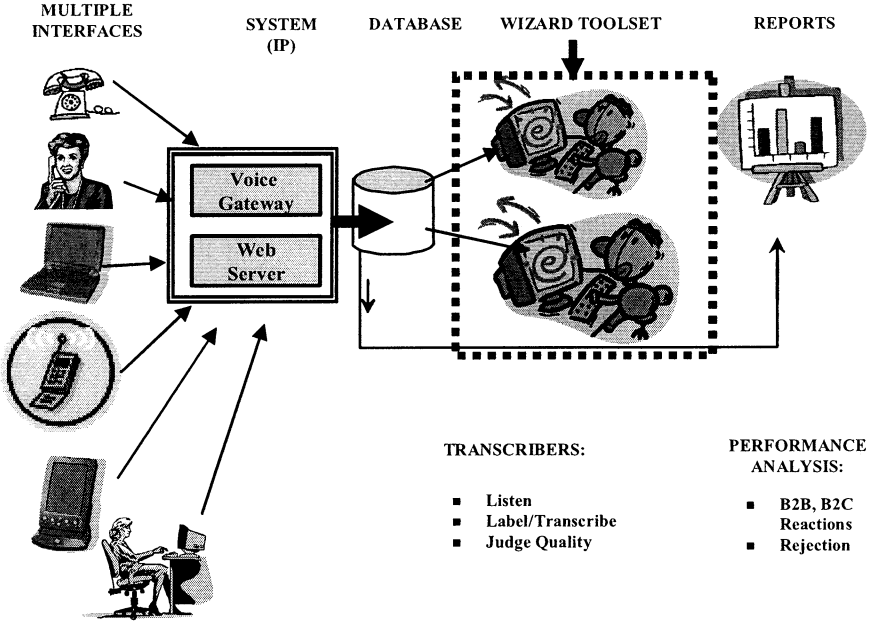 MULTIPLE
INTERFACES
SYSTEM
(IP)
DATABASE
WIZARD TOOLSET
REPORTS
Voice
Gateway
Web
Server
TRANSCRIBERS:
Listen
Label/Transcribe
Judge Quality
PERFORMANCE
ANALYSIS:
B2B, B2C
Reactions
Rejection